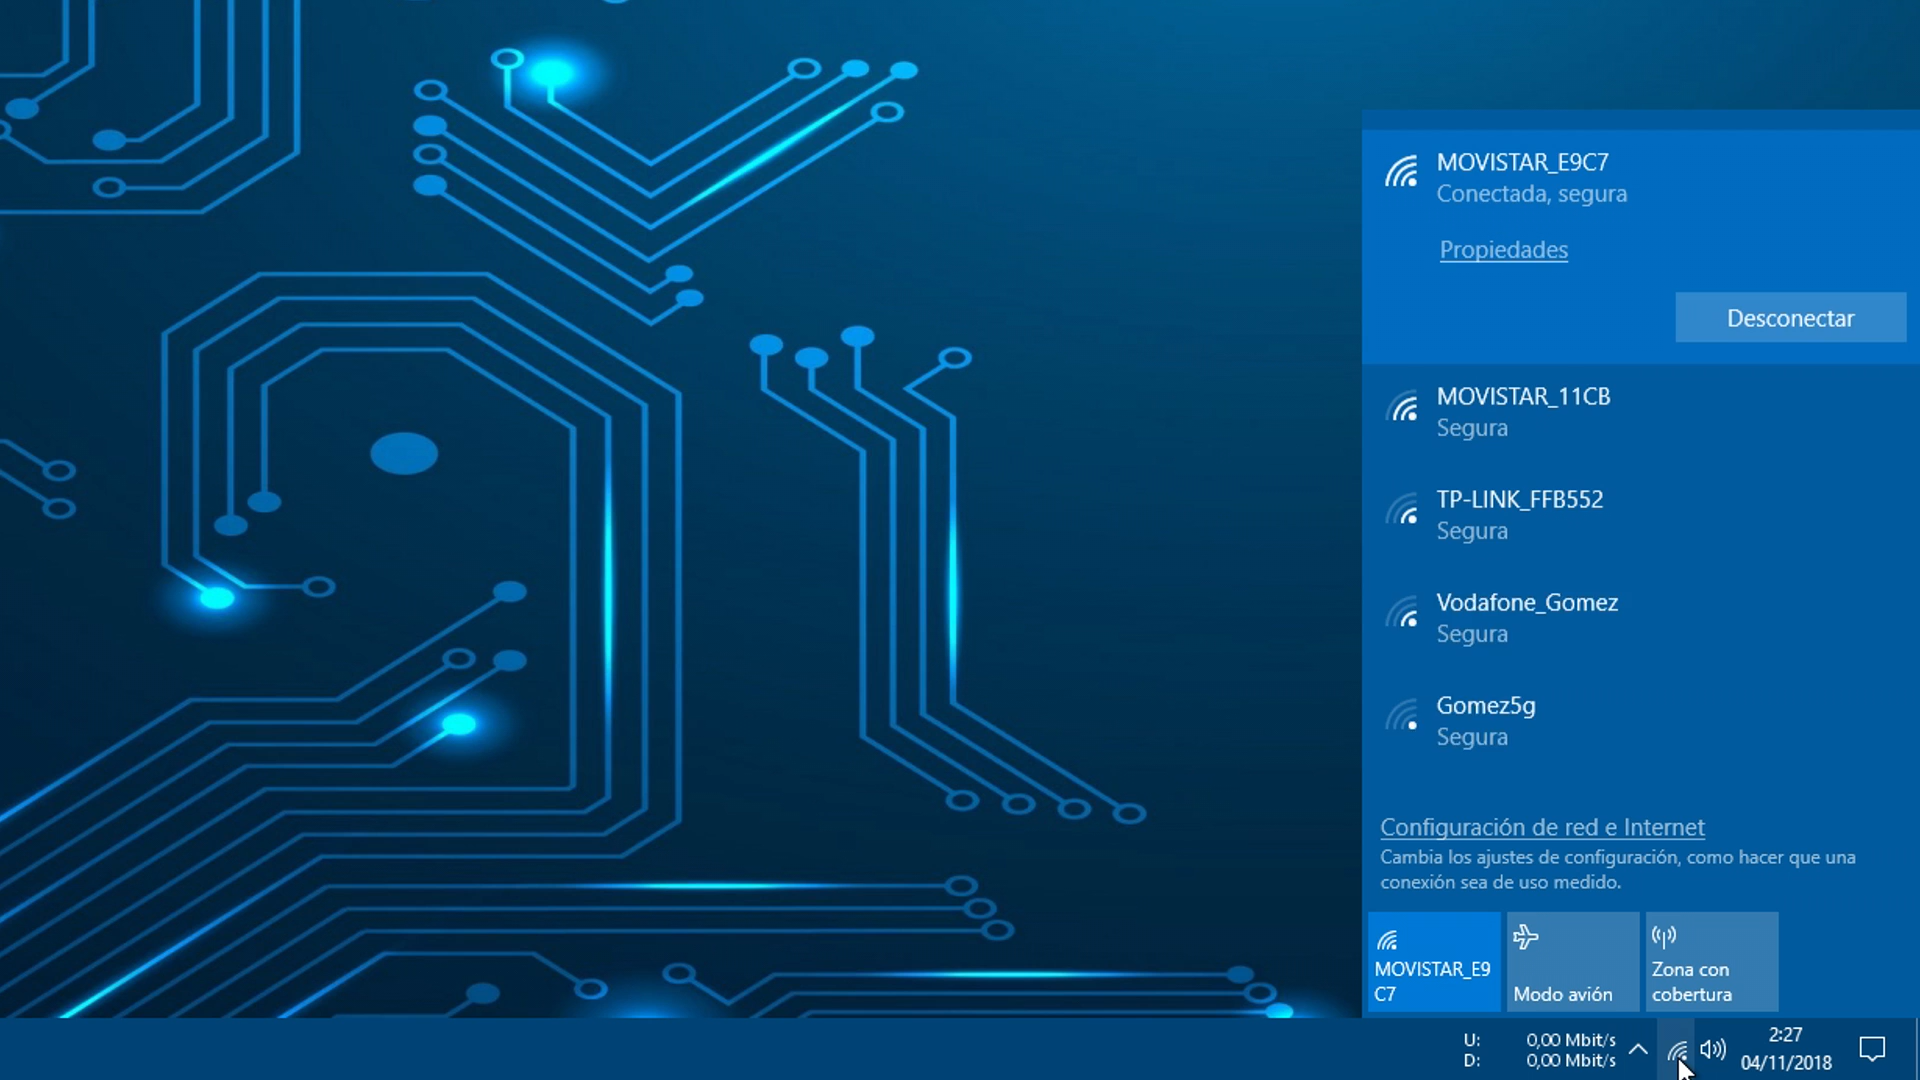 MOVISTAR_E9C7
Conectada, segura
Propiedades
Desconectar
MOVISTAR_11CB
Segura
TP-LINK_FFB552
Segura
Vodafone_Gomez
Segura
Gomez5g
Segura
Configuración de red e Internet
Cambia los ajustes de configuración, como hacer que una
conexión sea de uso medido.
MOVISTAR_E9
C7
Modo avión
Zona con
cobertura
U: 0,00 Mbit/s
D: 0,00 Mbit/s
2:27
04/11/2018